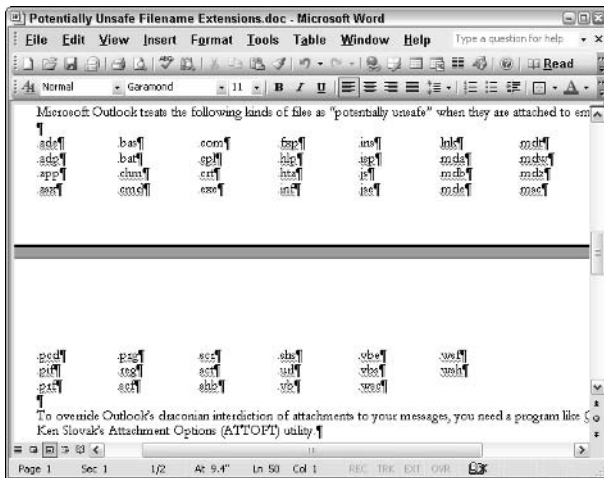 Potentially Unsafe Filename Extensions.doc - Microsoft Word
File Edit View Insert Format Tools Table Window Help Type a question for help
Read
Normal Garamond 11 B I U A
Microsoft Outlook treats the following kinds of files as "potentially unsafe" when they are attached to em
¶
.ade¶ .bas¶ .com¶ .fxp¶ .ins¶ .lnk¶ .mdt¶
.adp¶ .bat¶ .cpl¶ .hlp¶ .isp¶ .mda¶ .mdw¶
.app¶ .chm¶ .crt¶ .hta¶ .js¶ .mdb¶ .mdz¶
.asx¶ .cmd¶ .exe¶ .inf¶ .jse¶ .mde¶ .msc¶
.pcd¶ .prg¶ .scr¶ .shs¶ .vbe¶ .wsf¶
.pif¶ .reg¶ .sct¶ .url¶ .vbs¶ .wsh¶
.prf¶ .scf¶ .shb¶ .vb¶ .wsc¶
¶
To override Outlook's draconian interdiction of attachments to your messages, you need a program like
Ken Slovak's Attachment Options (ATTOPT) utility.¶
Page 1 Sec 1 1/2 At 9.4" Ln 50 Col 1 REC TRK EXT OVR